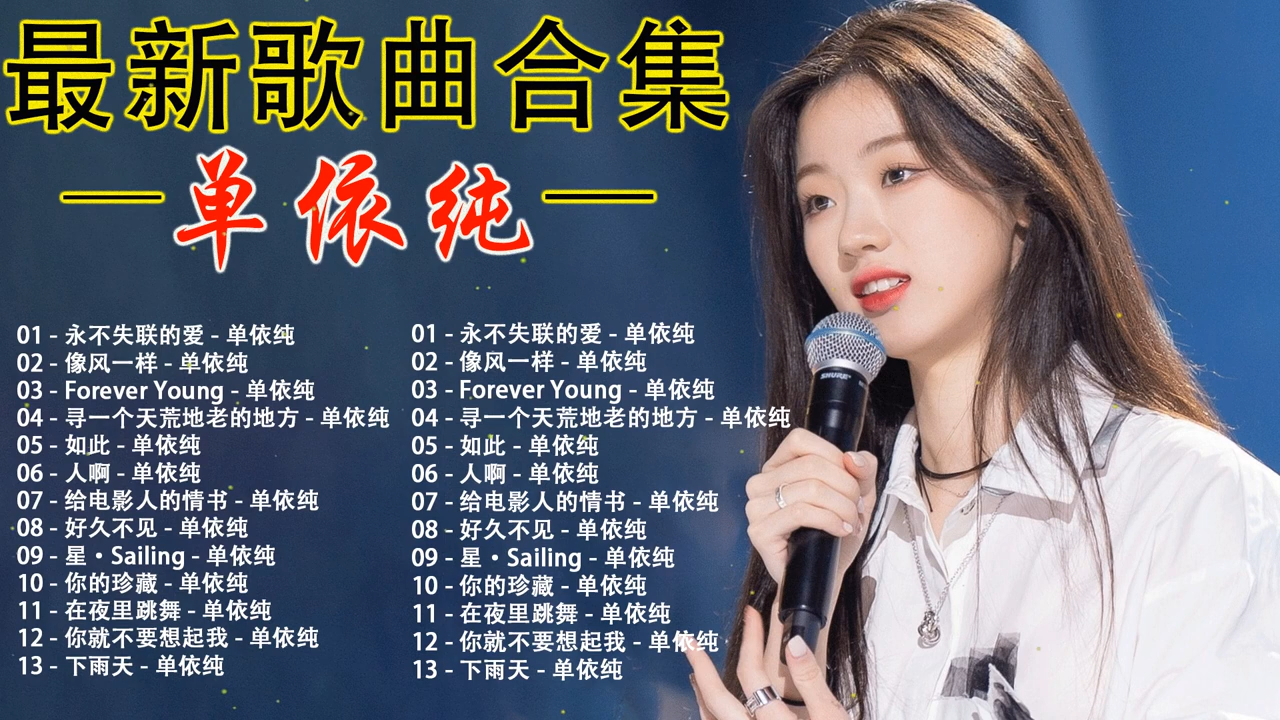 最新歌曲合集
单依纯
01 - 永不失联的爱 - 单依纯
02 - 像风一样 - 单依纯
03 - Forever Young - 单依纯
04 - 寻一个天荒地老的地方 - 单依纯
05 - 如此 - 单依纯
06 - 人啊 - 单依纯
07 - 给电影人的情书 - 单依纯
08 - 好久不见 - 单依纯
09 - 星•Sailing - 单依纯
10 - 你的珍藏 - 单依纯
11 - 在夜里跳舞 - 单依纯
12 - 你就不要想起我 - 单依纯
13 - 下雨天 - 单依纯
01 - 永不失联的爱 - 单依纯
02 - 像风一样 - 单依纯
03 - Forever Young - 单依纯
04 - 寻一个天荒地老的地方 - 单依纯
05 - 如此 - 单依纯
06 - 人啊 - 单依纯
07 - 给电影人的情书 - 单依纯
08 - 好久不见 - 单依纯
09 - 星•Sailing - 单依纯
10 - 你的珍藏 - 单依纯
11 - 在夜里跳舞 - 单依纯
12 - 你就不要想起我 - 单依纯
13 - 下雨天 - 单依纯
SHURE